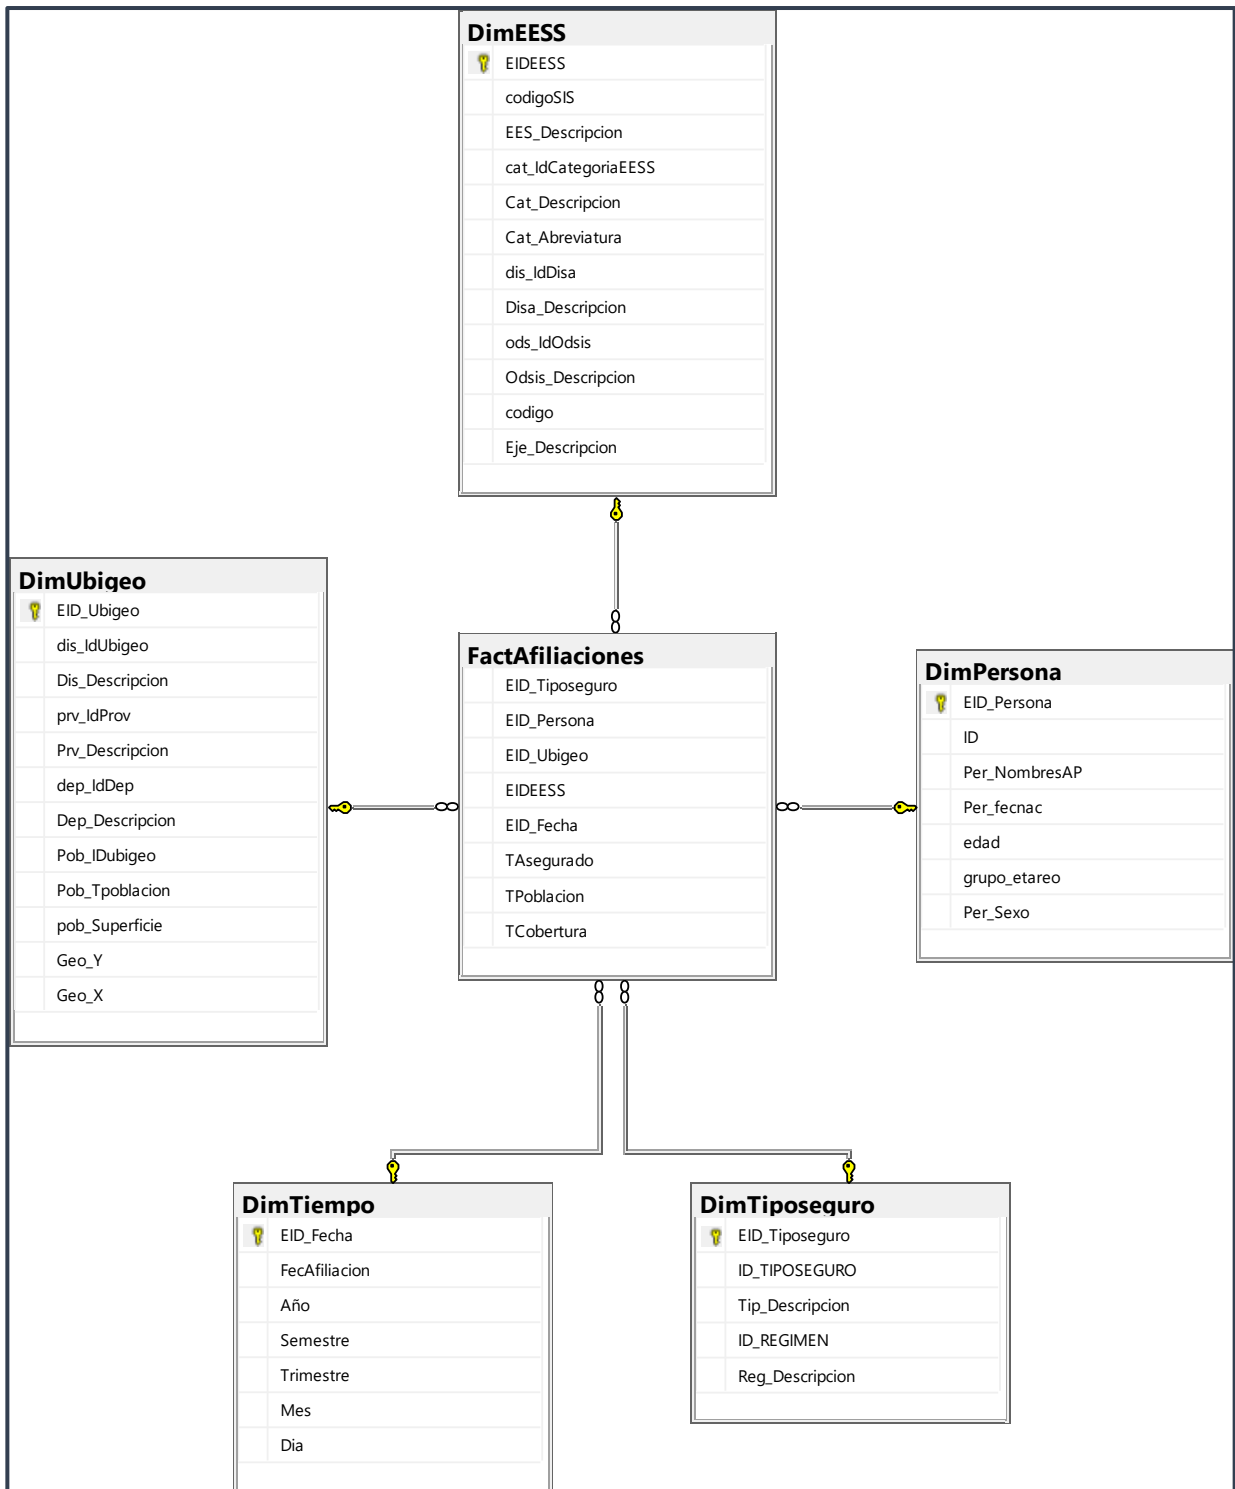 DimEESS
EIDEESS
codigoSIS
EES_Descripcion
cat_IdCategoriaEESS
Cat_Descripcion
Cat_Abreviatura
dis_IdDisa
Disa_Descripcion
ods_IdOdsis
Odsis_Descripcion
codigo
Eje_Descripcion
DimUbigeo
EID_Ubigeo
dis_IdUbigeo
Dis_Descripcion
prv_IdProv
Prv_Descripcion
dep_IdDep
Dep_Descripcion
Pob_IDubigeo
Pob_Tpoblacion
pob_Superficie
Geo_Y
Geo_X
FactAfiliaciones
EID_Tiposeguro
EID_Persona
EID_Ubigeo
EIDEESS
EID_Fecha
TAsegurado
TPoblacion
TCobertura
DimPersona
EID_Persona
ID
Per_NombresAP
Per_fecnac
edad
grupo_etareo
Per_Sexo
DimTiempo
EID_Fecha
FecAfiliacion
Año
Semestre
Trimestre
Mes
Dia
DimTiposeguro
EID_Tiposeguro
ID_TIPOSEGURO
Tip_Descripcion
ID_REGIMEN
Reg_Descripcion